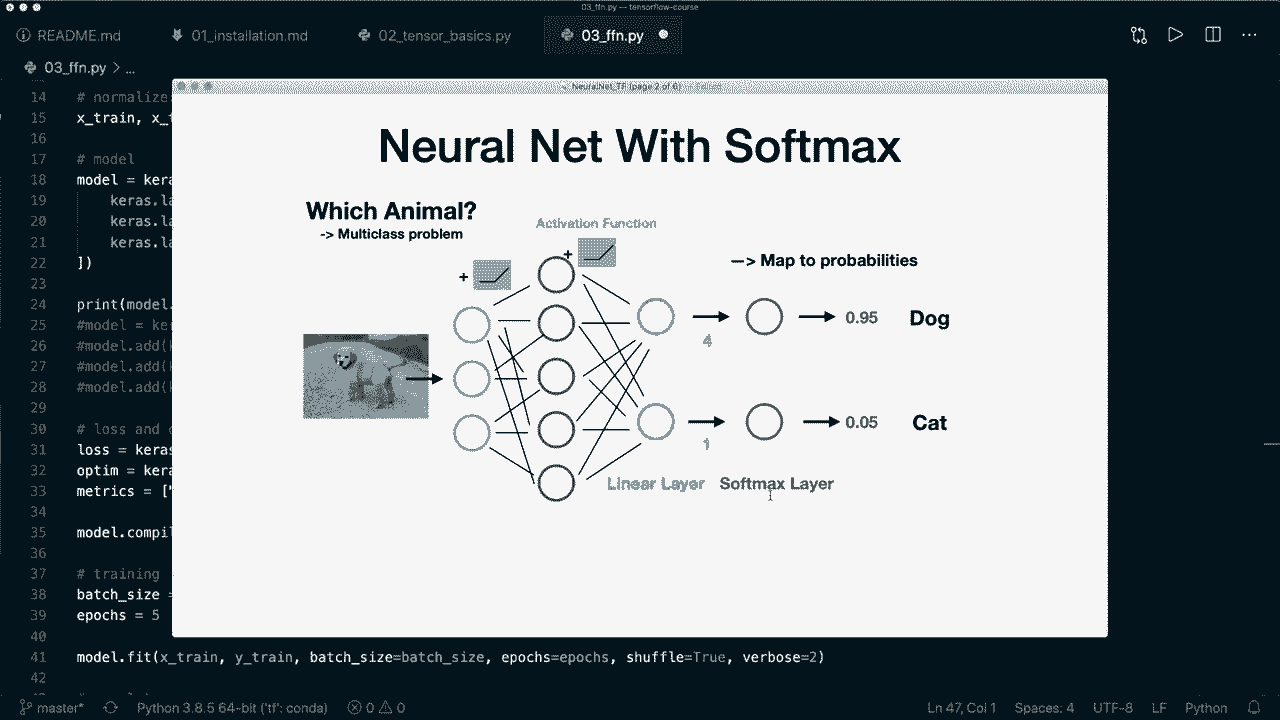 03_ffn.py — tensorflow-course
README.md
01_installation.md
02_tensor_basics.py
03_ffn.py
03_ffn.py > ...
14 # normalize
15 x_train, x_t
16
17 # model
18 model = kera
19 keras.la
20 keras.la
21 keras.la
22 ])
23
24 print(model.
25 #model = ker
26 #model.add(k
27 #model.add(k
28 #model.add(k
29
30 # loss and o
31 loss = keras
32 optim = kera
33 metrics = ["
34
35 model.compil
36
37 # training
38 batch_size =
39 epochs = 5
40
41 model.fit(x_train, y_train, batch_size=batch_size, epochs=epochs, shuffle=True, verbose=2)
42
NeuralNet_TF (page 2 of 6)
Neural Net With Softmax
Which Animal?
-> Multiclass problem
Activation Function
+
+
—> Map to probabilities
4
0.95
Dog
1
0.05
Cat
Linear Layer
Softmax Layer
master*
Python 3.8.5 64-bit ('tf': conda)
0
0
Ln 47, Col 1
Spaces: 4
UTF-8
LF
Python